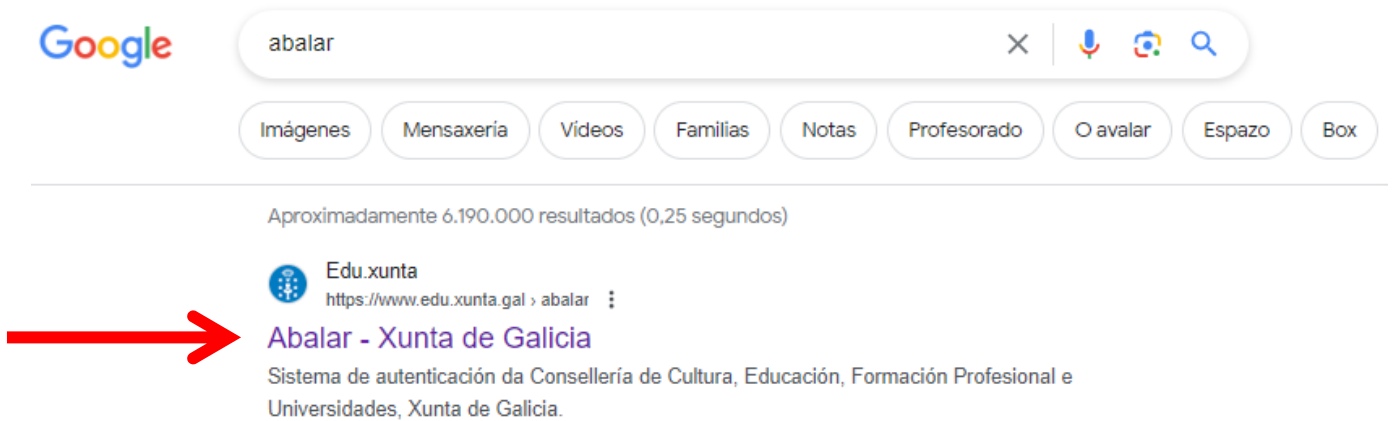 Google
abalar
Imágenes Mensaxería Vídeos Familias Notas Profesorado O avalar Espazo Box
Aproximadamente 6.190.000 resultados (0,25 segundos)
Edu.xunta
https://www.edu.xunta.gal › abalar
Abalar - Xunta de Galicia
Sistema de autenticación da Consellería de Cultura, Educación, Formación Profesional e
Universidades, Xunta de Galicia.